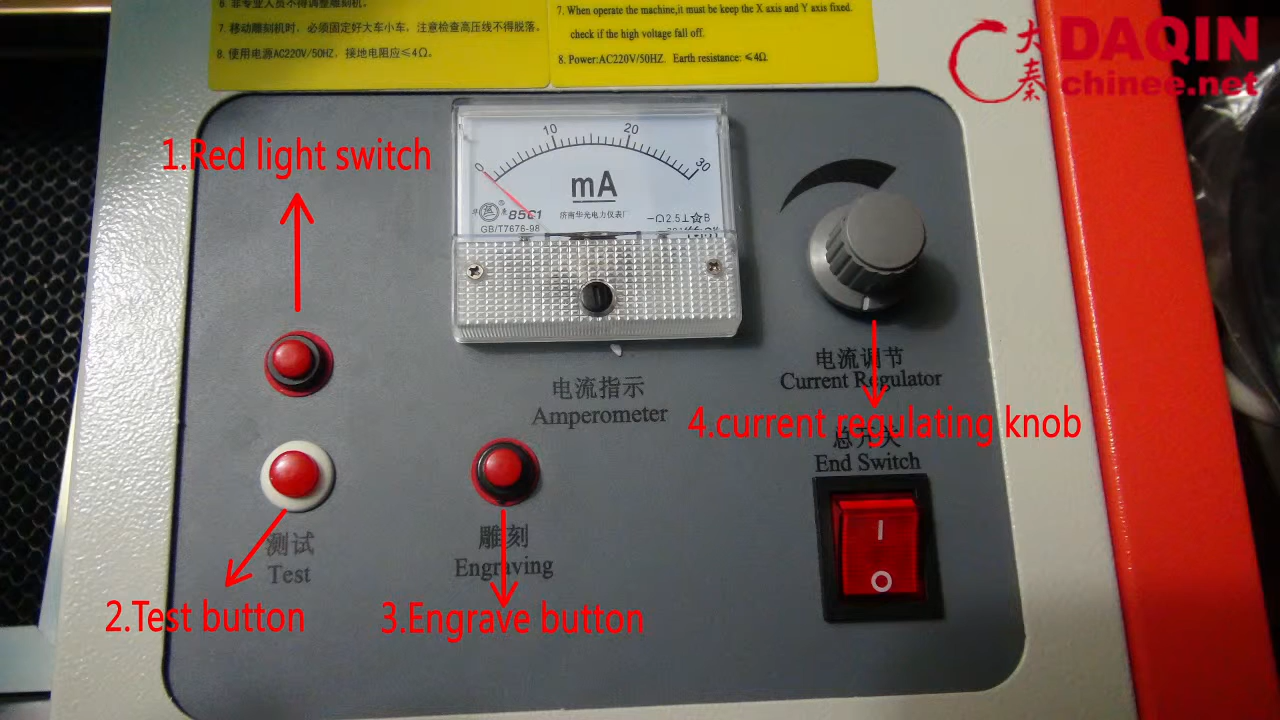 6. 非专业人员不得调整雕刻机,
7. 移动雕刻机时, 必须固定好大车小车, 注意检查高压线不得脱落。
8. 使用电源AC220V/50HZ, 接地电阻应≤4Ω。
7. When operate the machine,it must be keep the X axis and Y axis fixed.
check if the high voltage fall off.
8. Power:AC220V/50HZ. Earth resistance: ≤4Ω
大秦
DAQIN
chinee.net
1.Red light switch
0 10 20 30
mA
85C1
济南华光电力仪表厂
2.5
B
GB/T7676-98
电流指示
Amperometer
电流调节
Current Regulator
4.current regulating knob
总开关
End Switch
测试
Test
雕刻
Engraving
2.Test button
3.Engrave button